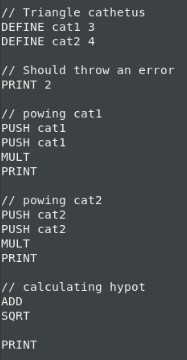 // Triangle cathetus
DEFINE cat1 3
DEFINE cat2 4
// Should throw an error
PRINT 2
// powing cat1
PUSH cat1
PUSH cat1
MULT
PRINT
// powing cat2
PUSH cat2
PUSH cat2
MULT
PRINT
// calculating hypot
ADD
SQRT
PRINT